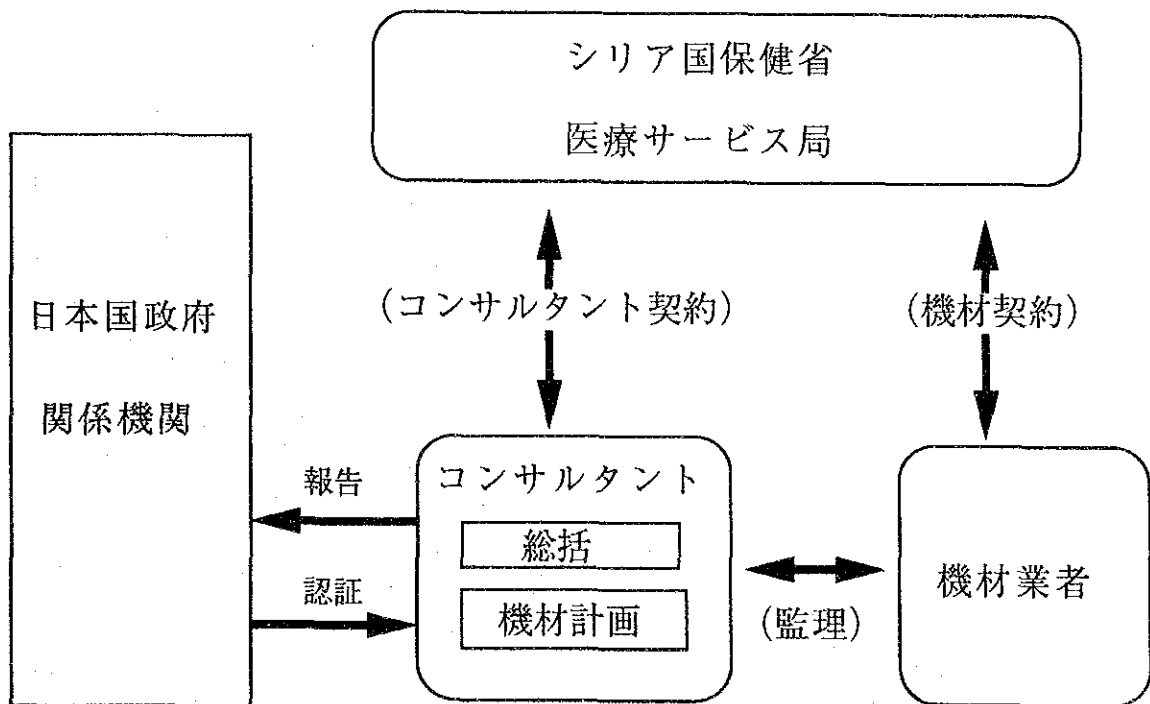 シリア国保健省
医療サービス局
日本国政府
関係機関
(コンサルタント契約)
(機材契約)
報告
認証
コンサルタント
総括
機材計画
(監理)
機材業者